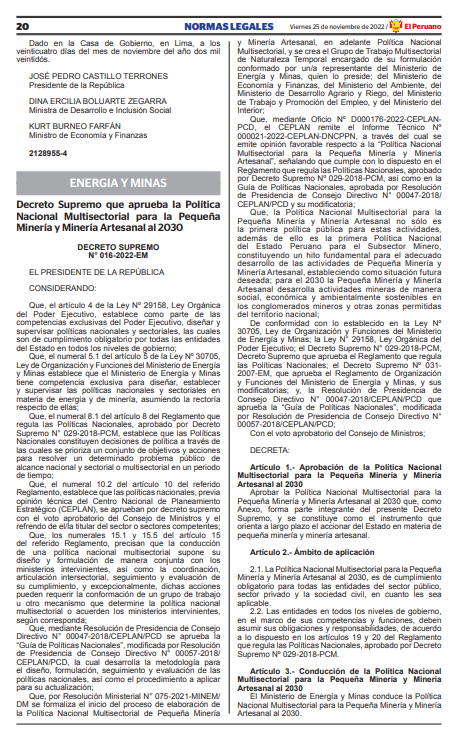 20
NORMAS LEGALES
Viernes 25 de noviembre de 2022 / El Peruano
Dado en la Casa de Gobierno, en Lima, a los
veinticuatro días del mes de noviembre del año dos mil
veintidós.
JOSÉ PEDRO CASTILLO TERRONES
Presidente de la República
DINA ERCILIA BOLUARTE ZEGARRA
Ministra de Desarrollo e Inclusión Social
KURT BURNEO FARFÁN
Ministro de Economía y Finanzas
2128955-4
ENERGIA Y MINAS
Decreto Supremo que aprueba la Política
Nacional Multisectorial para la Pequeña
Minería y Minería Artesanal al 2030
DECRETO SUPREMO
N° 016-2022-EM
EL PRESIDENTE DE LA REPÚBLICA
CONSIDERANDO:
Que, el artículo 4 de la Ley Nº 29158, Ley Orgánica
del Poder Ejecutivo, establece como parte de las
competencias exclusivas del Poder Ejecutivo, diseñar y
supervisar políticas nacionales y sectoriales, las cuales
son de cumplimiento obligatorio por todas las entidades
del Estado en todos los niveles de gobierno;
Que, el numeral 5.1 del artículo 5 de la Ley Nº 30705,
Ley de Organización y Funciones del Ministerio de Energía
y Minas establece que el Ministerio de Energía y Minas
tiene competencia exclusiva para diseñar, establecer
y supervisar las políticas nacionales y sectoriales en
materia de energía y de minería, asumiendo la rectoría
respecto de ellas;
Que, el numeral 8.1 del artículo 8 del Reglamento que
regula las Políticas Nacionales, aprobado por Decreto
Supremo N° 029-2018-PCM, establece que las Políticas
Nacionales constituyen decisiones de política a través de
las cuales se prioriza un conjunto de objetivos y acciones
para resolver un determinado problema público de
alcance nacional y sectorial o multisectorial en un periodo
de tiempo;
Que, el numeral 10.2 del artículo 10 del referido
Reglamento, establece que las políticas nacionales, previa
opinión técnica del Centro Nacional de Planeamiento
Estratégico (CEPLAN), se aprueban por decreto supremo
con el voto aprobatorio del Consejo de Ministros y el
refrendo de el/la titular del sector o sectores competentes;
Que, los numerales 15.1 y 15.5 del artículo 15
del referido Reglamento, precisan que la conducción
de una política nacional multisectorial supone su
diseño y formulación de manera conjunta con los
ministerios intervinientes, así como la coordinación,
articulación intersectorial, seguimiento y evaluación de
su cumplimiento, y excepcionalmente, dichas acciones
pueden requerir la conformación de un grupo de trabajo
u otro mecanismo que determine la política nacional
multisectorial o acuerden los ministerios intervinientes,
según corresponda;
Que, mediante Resolución de Presidencia de Consejo
Directivo N° 00047-2018/CEPLAN/PCD se aprueba la
"Guía de Políticas Nacionales", modificada por Resolución
de Presidencia de Consejo Directivo N° 00057-2018/
CEPLAN/PCD, la cual desarrolla la metodología para
el diseño, formulación, seguimiento y evaluación de las
políticas nacionales, así como el procedimiento a aplicar
para su actualización;
Que, por Resolución Ministerial N° 075-2021-MINEM/
DM se formaliza el inicio del proceso de elaboración de
la Política Nacional Multisectorial de Pequeña Minería
y Minería Artesanal, en adelante Política Nacional
Multisectorial, y se crea el Grupo de Trabajo Multisectorial
de Naturaleza Temporal encargado de su formulación
conformado por un/a representante del Ministerio de
Energía y Minas, quien lo preside; del Ministerio de
Economía y Finanzas, del Ministerio del Ambiente, del
Ministerio de Desarrollo Agrario y Riego, del Ministerio
de Trabajo y Promoción del Empleo, y del Ministerio del
Interior;
Que, mediante Oficio Nº D000176-2022-CEPLAN-
PCD, el CEPLAN remite el Informe Técnico Nº
000021-2022-CEPLAN-DNCPPN, a través del cual se
emite opinión favorable respecto a la "Política Nacional
Multisectorial para la Pequeña Minería y Minería
Artesanal", señalando que cumple con lo dispuesto en el
Reglamento que regula las Políticas Nacionales, aprobado
por Decreto Supremo Nº 029-2018-PCM, así como en la
Guía de Políticas Nacionales, aprobada por Resolución
de Presidencia de Consejo Directivo N° 00047-2018/
CEPLAN/PCD y su modificatoria;
Que, la Política Nacional Multisectorial para la
Pequeña Minería y Minería Artesanal no sólo es
la primera política pública para estas actividades,
además de ello es la primera Política Nacional
del Estado Peruano para el Subsector Minero,
constituyendo un hito fundamental para el adecuado
desarrollo de las actividades de Pequeña Minería y
Minería Artesanal, estableciendo como situación futura
deseada; para el 2030 la Pequeña Minería y Minería
Artesanal desarrolla actividades mineras de manera
social, económica y ambientalmente sostenibles en
los conglomerados mineros y otras zonas permitidas
del territorio nacional;
De conformidad con lo establecido en la Ley Nº
30705, Ley de Organización y Funciones del Ministerio de
Energía y Minas; la Ley Nº 29158, Ley Orgánica del Poder
Ejecutivo; el Decreto Supremo N° 029-2018-PCM,
Decreto Supremo que aprueba el Reglamento que regula
las Políticas Nacionales; el Decreto Supremo Nº 031-
2007-EM, que aprueba el Reglamento de Organización
y Funciones del Ministerio de Energía y Minas, y sus
modificatorias; y, la Resolución de Presidencia de
Consejo Directivo N° 00047-2018/CEPLAN/PCD que
aprueba la "Guía de Políticas Nacionales", modificada
por Resolución de Presidencia de Consejo Directivo N°
00057-2018/CEPLAN/PCD;
Con el voto aprobatorio del Consejo de Ministros;
DECRETA:
Artículo 1.- Aprobación de la Política Nacional
Multisectorial para la Pequeña Minería y Minería
Artesanal al 2030
Aprobar la Política Nacional Multisectorial para la
Pequeña Minería y Minería Artesanal al 2030 que, como
Anexo, forma parte integrante del presente Decreto
Supremo, y se constituye como el instrumento que
orienta a largo plazo el accionar del Estado en materia de
pequeña minería y minería artesanal.
Artículo 2.- Ámbito de aplicación
2.1. La Política Nacional Multisectorial para la Pequeña
Minería y Minería Artesanal al 2030, es de cumplimiento
obligatorio para todas las entidades del sector público,
sector privado y la sociedad civil, en cuanto les sea
aplicable.
2.2. Las entidades en todos los niveles de gobierno,
en el marco de sus competencias y funciones, deben
asumir sus obligaciones y responsabilidades, de acuerdo
a lo dispuesto en los artículos 19 y 20 del Reglamento
que regula las Políticas Nacionales, aprobado por Decreto
Supremo Nº 029-2018-PCM.
Artículo 3.- Conducción de la Política Nacional
Multisectorial para la Pequeña Minería y Minería
Artesanal al 2030
El Ministerio de Energía y Minas conduce la Política
Nacional Multisectorial para la Pequeña Minería y Minería
Artesanal al 2030.